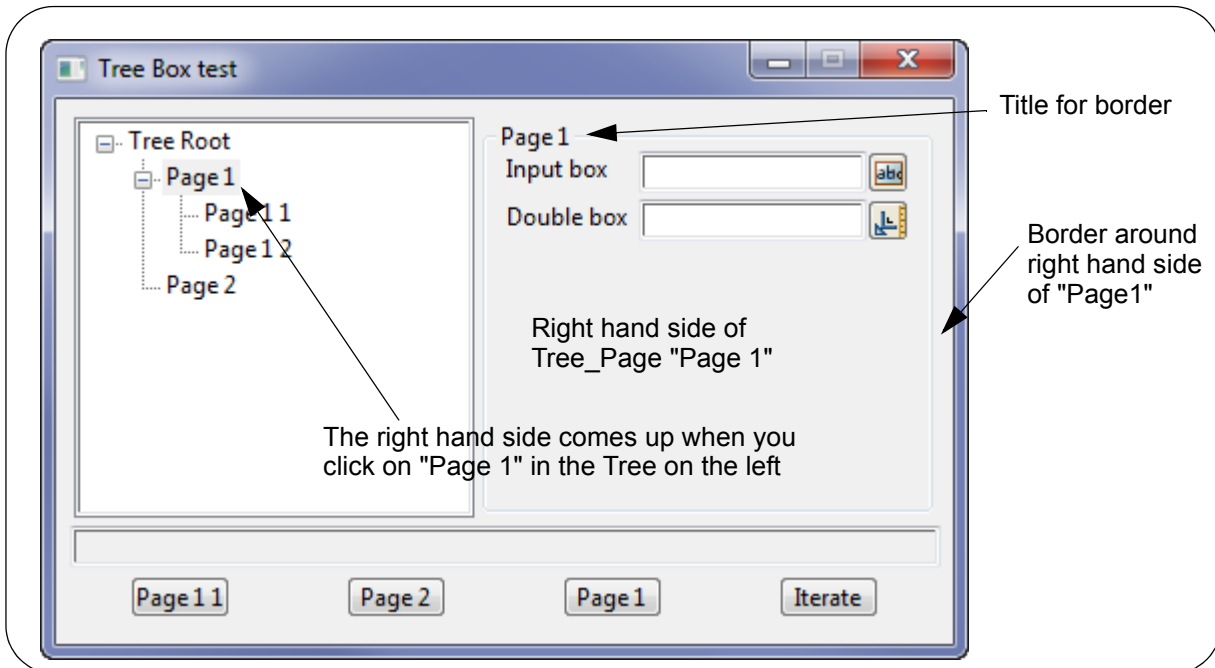 Tree Box test
Title for border
Tree Root
Page 1
Page 1 1
Page 1 2
Page 2
Page 1
Input box
abc
Double box
Border around
right hand side
of "Page1"
Right hand side of
Tree_Page "Page 1"
The right hand side comes up when you
click on "Page 1" in the Tree on the left
Page 1 1
Page 2
Page 1
Iterate